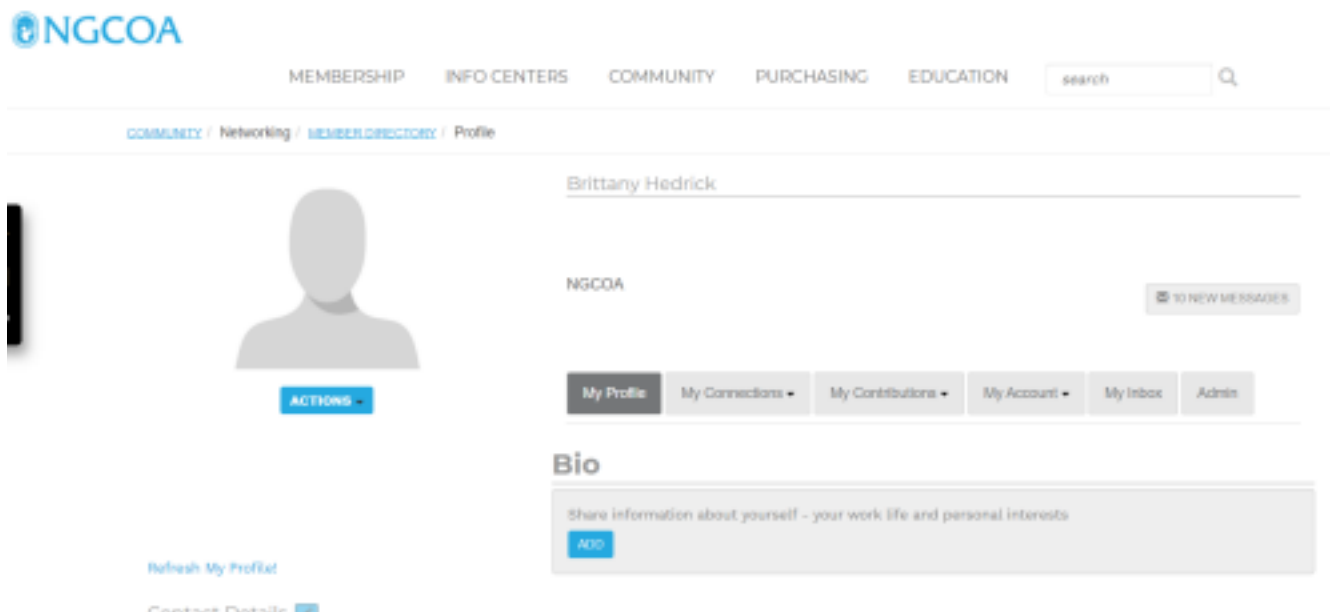 NGCOA
MEMBERSHIP INFO CENTERS COMMUNITY PURCHASING EDUCATION search
COMMUNITY / Networking / MEMBER DIRECTORY / Profile
Brittany Hedrick
NGCOA
10 NEW MESSAGES
ACTIONS
My Profile My Connections My Contributions My Account My Inbox Admin
Bio
Share information about yourself - your work life and personal interests
ADD
Refresh My Profile!
Contact Details